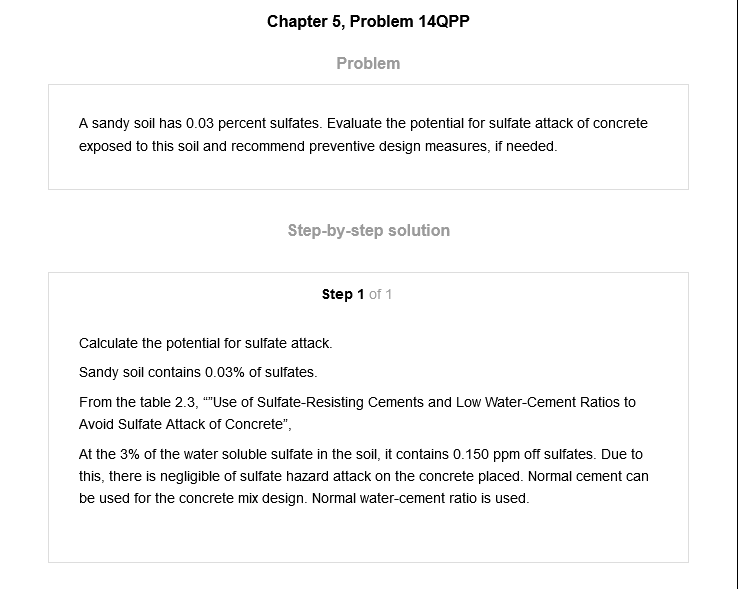 Chapter 5, Problem 14QPP
Problem
A sandy soil has 0.03 percent sulfates. Evaluate the potential for sulfate attack of concrete
exposed to this soil and recommend preventive design measures, if needed.
Step-by-step solution
Step 1 of 1
Calculate the potential for sulfate attack.
Sandy soil contains 0.03% of sulfates.
From the table 2.3, “"Use of Sulfate-Resisting Cements and Low Water-Cement Ratios to
Avoid Sulfate Attack of Concrete”,
At the 3% of the water soluble sulfate in the soil, it contains 0.150 ppm off sulfates. Due to
this, there is negligible of sulfate hazard attack on the concrete placed. Normal cement can
be used for the concrete mix design. Normal water-cement ratio is used.